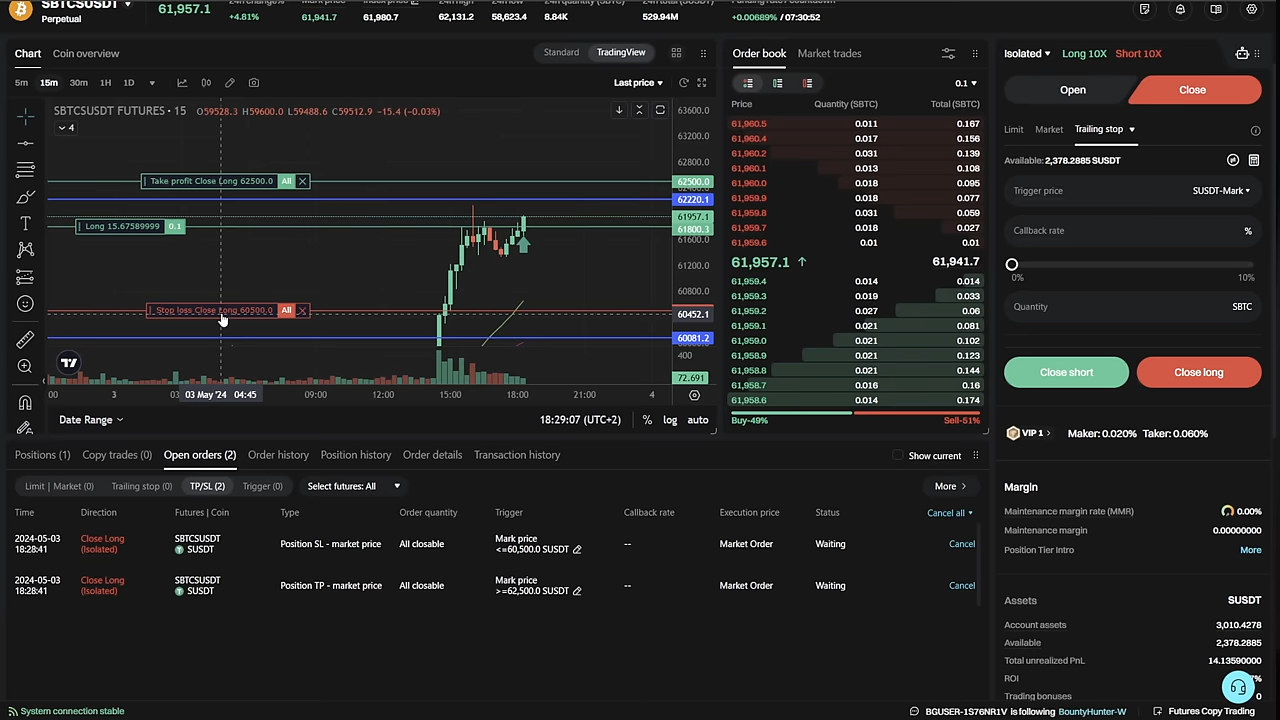 SBTCSUSDT
Perpetual
61,957.1
+4.81%
61,941.7
61,980.7
62,131.2
58,623.4
8.84K
529.94M
+0.00689% / 07:30:52
Chart Coin overview Standard TradingView
5m 15m 30m 1H 1D Last price
SBTCSUSDT FUTURES · 15 O59528.3 H59600.0 L59488.6 C59512.9 -15.4 (-0.03%)
4
63600.0
63200.0
62800.0
Take profit Close Long 62500.0 All
62500.0
62220.1
61957.1
Long 15.67589999 0.1
61800.3
61600.0
61200.0
60800.0
Stop loss Close Long 60500.0 All
60452.1
60081.2
400
72.691
:00 3 03 May '24 04:45 09:00 12:00 15:00 18:00 21:00 4
Date Range 18:29:07 (UTC+2) % log auto
Order book Market trades
0.1
Price Quantity (SBTC) Total (SBTC)
61,960.5 0.011 0.167
61,960.4 0.017 0.156
61,960.2 0.031 0.139
61,960.1 0.013 0.108
61,960.0 0.018 0.095
61,959.9 0.018 0.077
61,959.8 0.031 0.059
61,959.7 0.018 0.027
61,959.6 0.01 0.01
61,957.1 ↑ 61,941.7
61,959.4 0.014 0.014
61,959.3 0.019 0.033
61,959.2 0.027 0.06
61,959.1 0.021 0.081
61,959.0 0.021 0.102
61,958.9 0.021 0.123
61,958.8 0.021 0.144
61,958.7 0.016 0.16
61,958.6 0.014 0.174
Buy-49% Sell-51%
Isolated Long 10X Short 10X
Open Close
Limit Market Trailing stop
Available: 2,378.2885 SUSDT
Trigger price SUSDT-Mark
Callback rate %
0% 10%
Quantity SBTC
Close short Close long
VIP 1 Maker: 0.020% Taker: 0.060%
Margin
Maintenance margin rate (MMR) 0.00%
Maintenance margin 0.00000000
Position Tier Intro More
Assets SUSDT
Account assets 3,010.4278
Available 2,378.2885
Total unrealized PnL 14.13590000
ROI
Trading bonuses 0
Positions (1) Copy trades (0) Open orders (2) Order history Position history Order details Transaction history Show current
Limit | Market (0) Trailing stop (0) TP/SL (2) Trigger (0) Select futures: All More
Time Direction Futures | Coin Type Order quantity Trigger Callback rate Execution price Status Cancel all
2024-05-03 Close Long SBTCSUSDT Mark price
18:28:41 (Isolated) SUSDT Position SL - market price All closable <=60,500.0 SUSDT -- Market Order Waiting Cancel
2024-05-03 Close Long SBTCSUSDT Mark price
18:28:41 (Isolated) SUSDT Position TP - market price All closable >=62,500.0 SUSDT -- Market Order Waiting Cancel
System connection stable BGUSER-1S76NR1V is following BountyHunter-W Futures Copy Trading